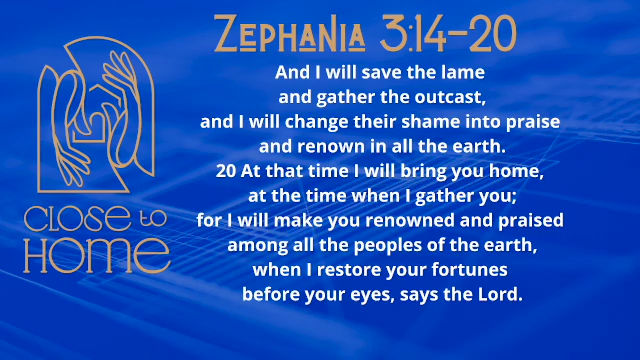 Zephania 3:14-20
And I will save the lame
and gather the outcast,
and I will change their shame into praise
and renown in all the earth.
20 At that time I will bring you home,
at the time when I gather you;
for I will make you renowned and praised
among all the peoples of the earth,
when I restore your fortunes
before your eyes, says the Lord.
CLOSE to
HOME